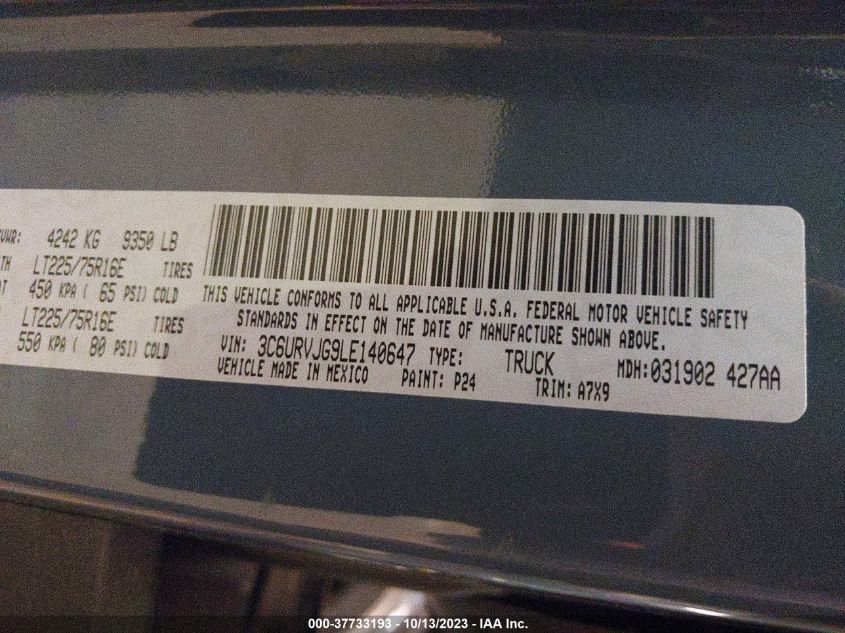 4242 KG 9350 LB
LT225/75R16E TIRES
450 KPA ( 65 PSI) COLD
LT225/75R16E TIRES
550 KPA ( 80 PSI) COLD
THIS VEHICLE CONFORMS TO ALL APPLICABLE U.S.A. FEDERAL MOTOR VEHICLE SAFETY
STANDARDS IN EFFECT ON THE DATE OF MANUFACTURE SHOWN ABOVE.
VIN: 3C6URVJG9LE140647 TYPE: TRUCK MDH:031902 427AA
VEHICLE MADE IN MEXICO PAINT: P24 TRIM: A7X9
000-37733193 - 10/13/2023 - IAA Inc.